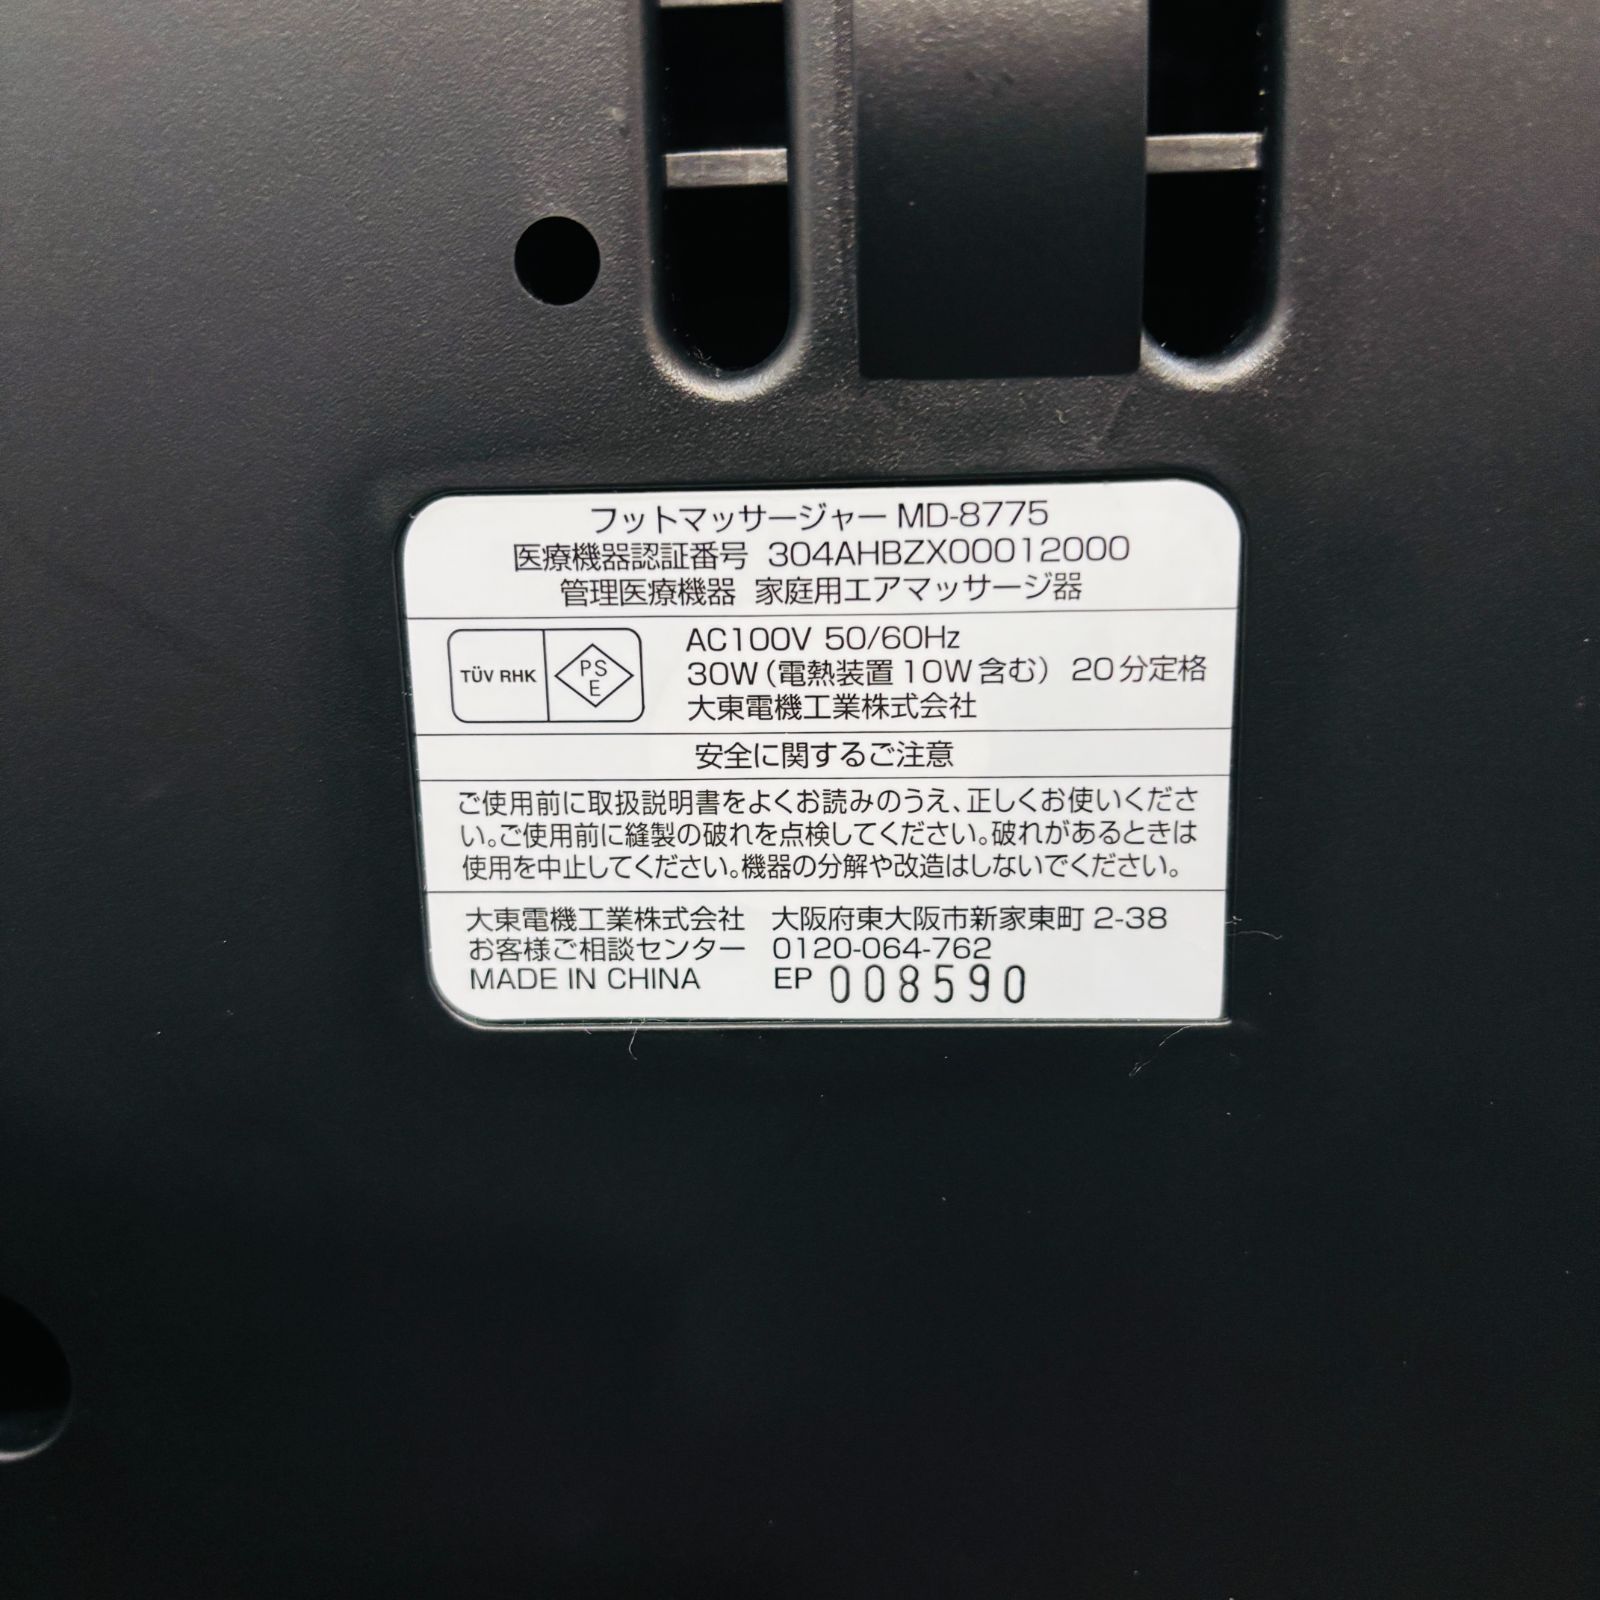 フットマッサージャー MD-8775
医療機器認証番号 304AHBZX00012000
管理医療機器 家庭用エアマッサージ器
TÜV RHK
PS
E
AC100V 50/60Hz
30W(電熱装置10W含む) 20分定格
大東電機工業株式会社
安全に関するご注意
ご使用前に取扱説明書をよくお読みのうえ、正しくお使いくださ
い。ご使用前に縫製の破れを点検してください。破れがあるときは
使用を中止してください。機器の分解や改造はしないでください。
大東電機工業株式会社 大阪府東大阪市新家東町 2-38
お客様ご相談センター 0120-064-762
MADE IN CHINA EP 008590